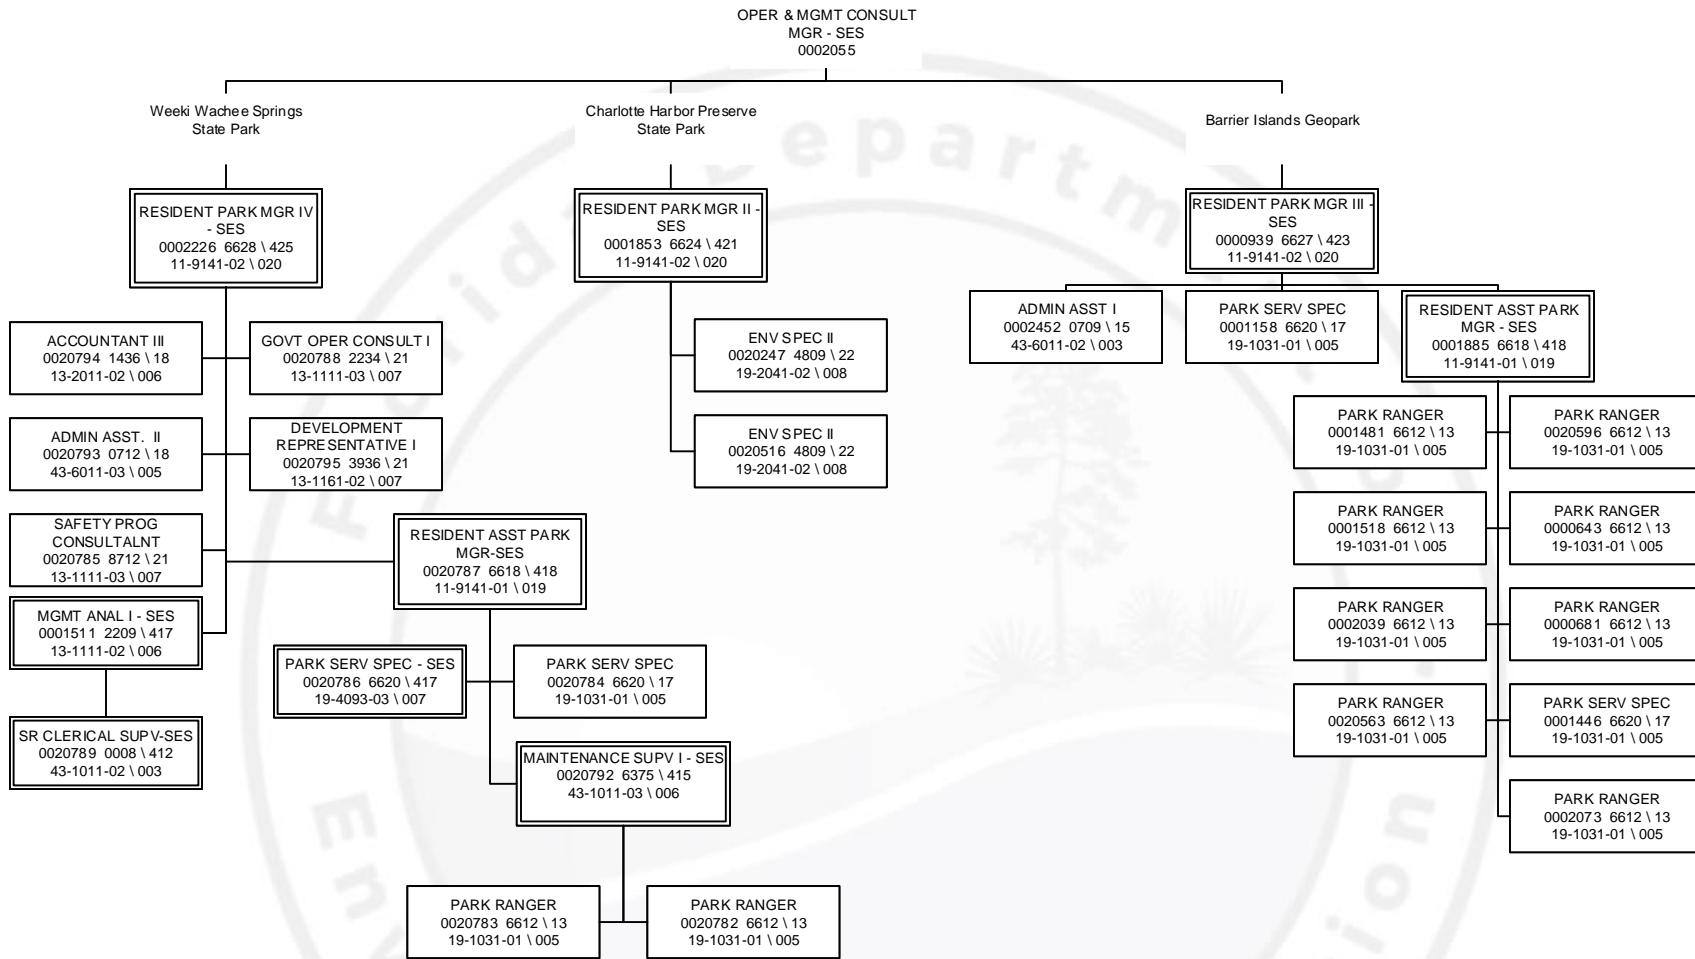 OPER & MGMT CONSULT
MGR - SES
0002055
Weeki Wachee Springs
State Park
Charlotte Harbor Preserve
State Park
Barrier Islands Geopark
RESIDENT PARK MGR IV
- SES
0002226 6628 \ 425
11-9141-02 \ 020
RESIDENT PARK MGR II -
SES
0001853 6624 \ 421
11-9141-02 \ 020
RESIDENT PARK MGR III -
SES
0000939 6627 \ 423
11-9141-02 \ 020
ACCOUNTANT III
0020794 1436 \ 18
13-2011-02 \ 006
GOVT OPER CONSULT I
0020788 2234 \ 21
13-1111-03 \ 007
ADMIN ASST. II
0020793 0712 \ 18
43-6011-03 \ 005
DEVELOPMENT
REPRESENTATIVE I
0020795 3936 \ 21
13-1161-02 \ 007
SAFETY PROG
CONSULTALNT
0020785 8712 \ 21
13-1111-03 \ 007
MGMT ANAL I - SES
0001511 2209 \ 417
13-1111-02 \ 006
SR CLERICAL SUPV-SES
0020789 0008 \ 412
43-1011-02 \ 003
RESIDENT ASST PARK
MGR-SES
0020787 6618 \ 418
11-9141-01 \ 019
PARK SERV SPEC - SES
0020786 6620 \ 417
19-4093-03 \ 007
PARK SERV SPEC
0020784 6620 \ 17
19-1031-01 \ 005
MAINTENANCE SUPV I - SES
0020792 6375 \ 415
43-1011-03 \ 006
PARK RANGER
0020783 6612 \ 13
19-1031-01 \ 005
PARK RANGER
0020782 6612 \ 13
19-1031-01 \ 005
ENV SPEC II
0020247 4809 \ 22
19-2041-02 \ 008
ENV SPEC II
0020516 4809 \ 22
19-2041-02 \ 008
ADMIN ASST I
0002452 0709 \ 15
43-6011-02 \ 003
PARK SERV SPEC
0001158 6620 \ 17
19-1031-01 \ 005
RESIDENT ASST PARK
MGR - SES
0001885 6618 \ 418
11-9141-01 \ 019
PARK RANGER
0001481 6612 \ 13
19-1031-01 \ 005
PARK RANGER
0020596 6612 \ 13
19-1031-01 \ 005
PARK RANGER
0001518 6612 \ 13
19-1031-01 \ 005
PARK RANGER
0000643 6612 \ 13
19-1031-01 \ 005
PARK RANGER
0002039 6612 \ 13
19-1031-01 \ 005
PARK RANGER
0000681 6612 \ 13
19-1031-01 \ 005
PARK RANGER
0020563 6612 \ 13
19-1031-01 \ 005
PARK SERV SPEC
0001446 6620 \ 17
19-1031-01 \ 005
PARK RANGER
0002073 6612 \ 13
19-1031-01 \ 005